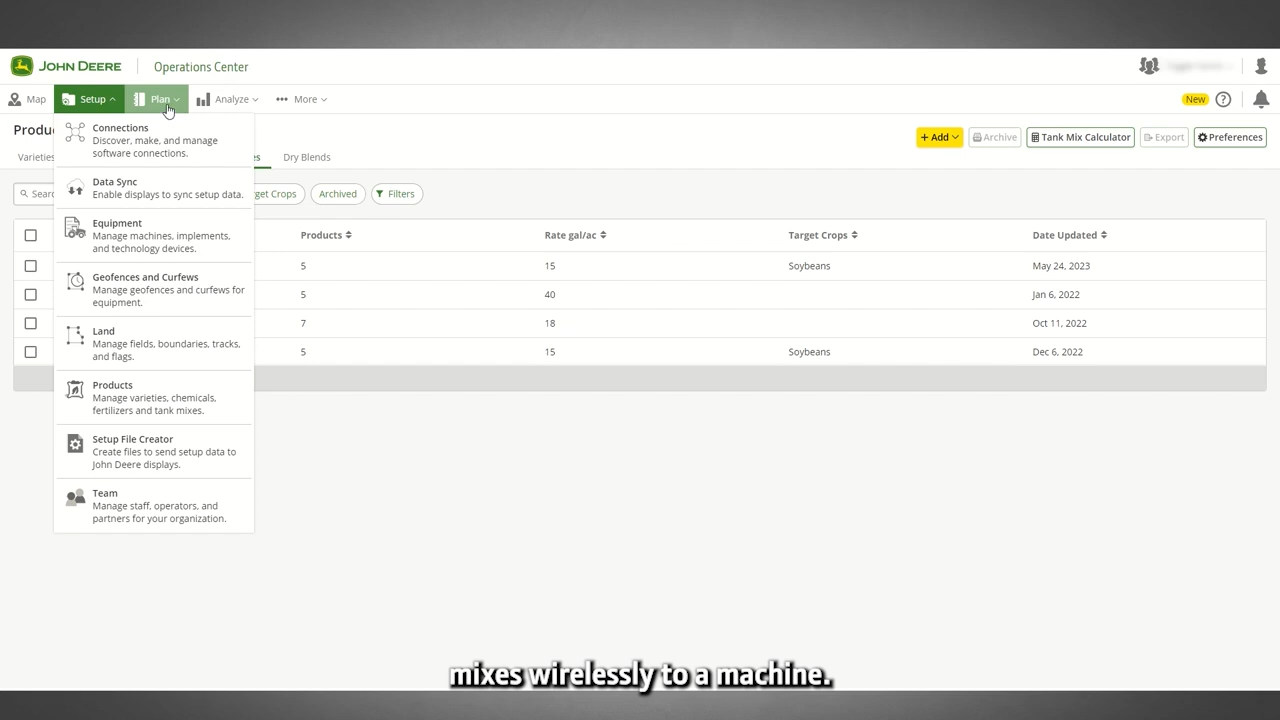 JOHN DEERE
Operations Center
Map
Setup
Plan
Analyze
More
New
Produ
+ Add
Archive
Tank Mix Calculator
Export
Preferences
Varieties
es
Dry Blends
Searc
get Crops
Archived
Filters
Products
Rate gal/ac
Target Crops
Date Updated
5
15
Soybeans
May 24, 2023
5
40
Jan 6, 2022
7
18
Oct 11, 2022
5
15
Soybeans
Dec 6, 2022
Connections
Discover, make, and manage
software connections.
Data Sync
Enable displays to sync setup data.
Equipment
Manage machines, implements,
and technology devices.
Geofences and Curfews
Manage geofences and curfews for
equipment.
Land
Manage fields, boundaries, tracks,
and flags.
Products
Manage varieties, chemicals,
fertilizers and tank mixes.
Setup File Creator
Create files to send setup data to
John Deere displays.
Team
Manage staff, operators, and
partners for your organization.
mixes wirelessly to a machine.